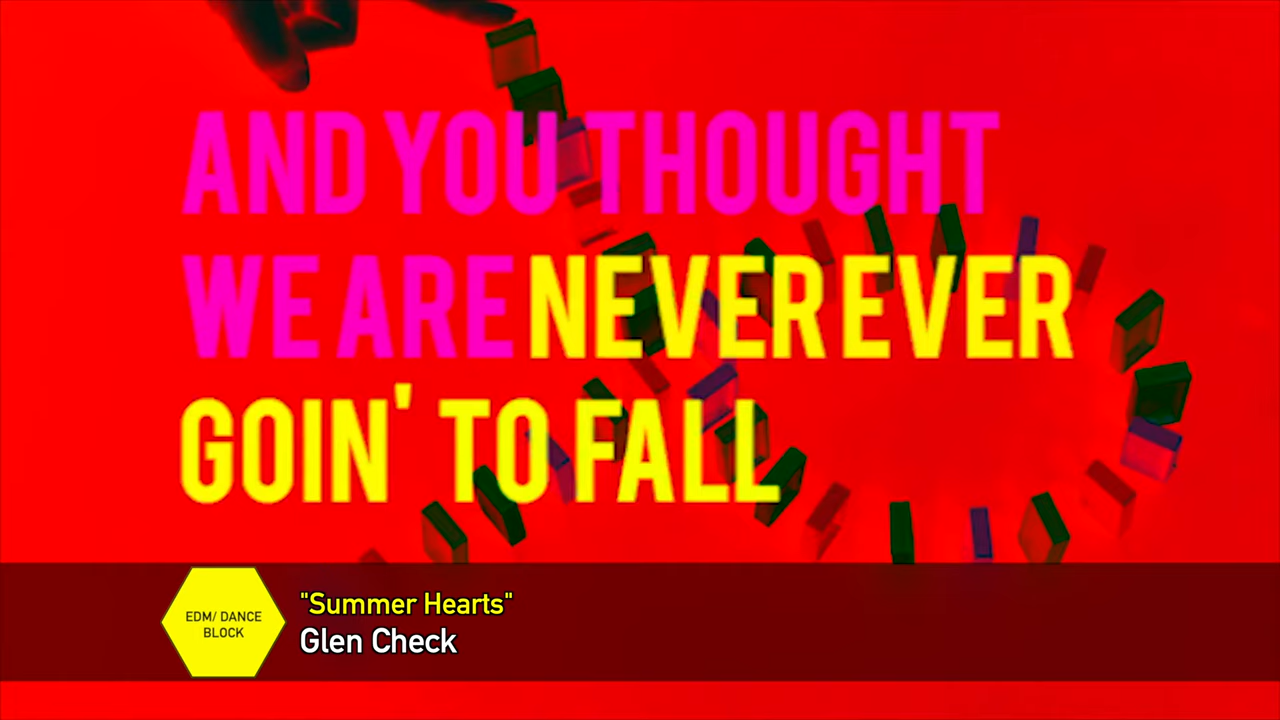 AND YOU THOUGHT
WE ARE NEVER EVER
GOIN' TO FALL
EDM/ DANCE
BLOCK
"Summer Hearts"
Glen Check